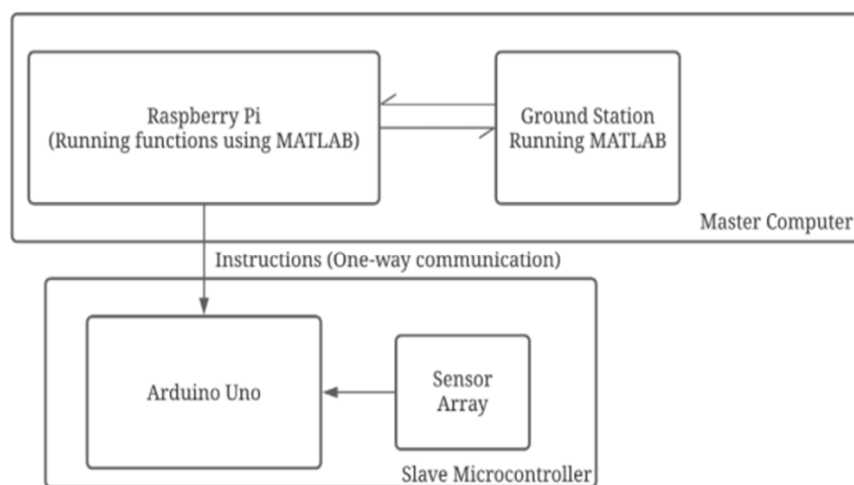 Raspberry Pi
(Running functions using MATLAB)
Ground Station
Running MATLAB
Master Computer
Instructions (One-way communication)
Arduino Uno
Sensor
Array
Slave Microcontroller